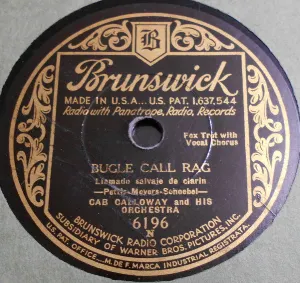 B
Brunswick
MADE IN U.S.A... U.S. PAT. 1,637,544
Radio with Panatrope, Radio, Records
Fox Trot with
Vocal Chorus
BUGLE CALL RAG
Llamado salvaje de clarin
-Pettis-Meyers-Schoebel-
CAB CALLOWAY and HIS
ORCHESTRA
6196
N
BRUNSWICK RADIO CORPORATION
SUBSIDIARY OF WARNER BROS. PICTURES, INC.
U.S. PAT. OFFICE.....M. DE F. MARCA INDUSTRIAL REGISTRATA.